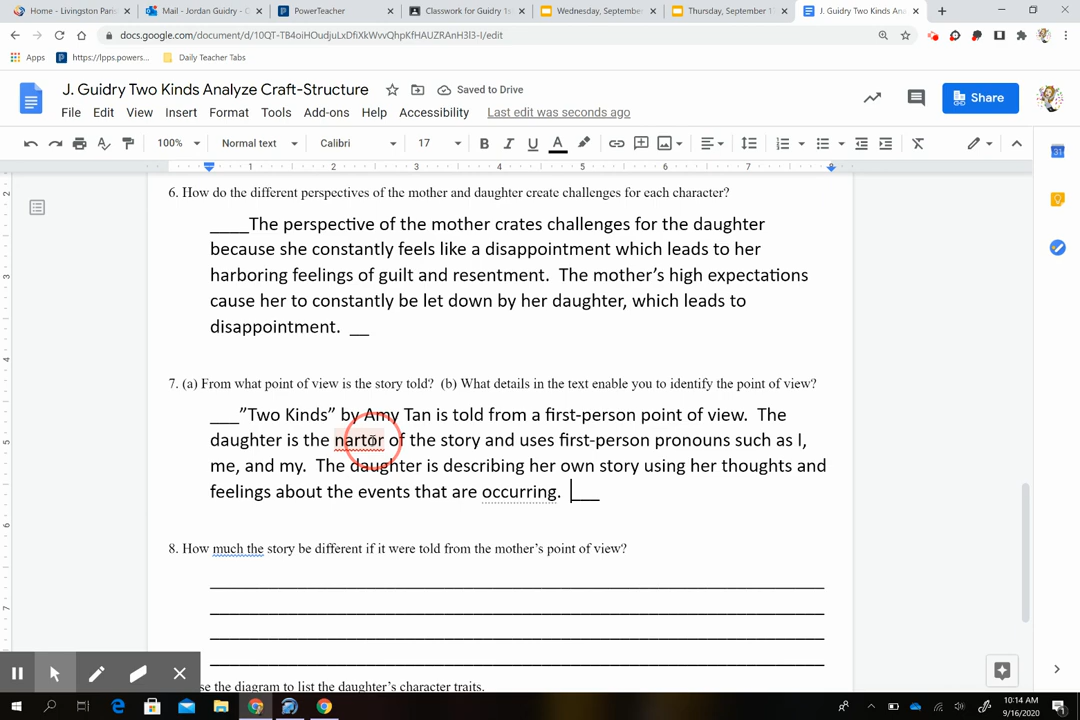 Home - Livingston Paris
Mail - Jordan Guidry - O
PowerTeacher
Classwork for Guidry 1s
Wednesday, September
Thursday, September 1
J. Guidry Two Kinds An
docs.google.com/document/d/10QT-TB4oiHOudjuLxDfiXkWvvQhpKfHAUZRAnH3I3-I/edit
Apps
https://lpps.powers...
Daily Teacher Tabs
J. Guidry Two Kinds Analyze Craft-Structure
Saved to Drive
File Edit View Insert Format Tools Add-ons Help Accessibility Last edit was seconds ago
Share
100% Normal text Calibri 17 B I U A
1 2 3 4 5 6 7 8
6. How do the different perspectives of the mother and daughter create challenges for each character?
____The perspective of the mother crates challenges for the daughter
because she constantly feels like a disappointment which leads to her
harboring feelings of guilt and resentment.  The mother’s high expectations
cause her to constantly be let down by her daughter, which leads to
disappointment.  __
7. (a) From what point of view is the story told?  (b) What details in the text enable you to identify the point of view?
___”Two Kinds” by Amy Tan is told from a first-person point of view.  The
daughter is the nartor of the story and uses first-person pronouns such as I,
me, and my.  The daughter is describing her own story using her thoughts and
feelings about the events that are occurring.  ___
8. How much the story be different if it were told from the mother’s point of view?
se the diagram to list the daughter’s character traits.
10:14 AM
9/16/2020